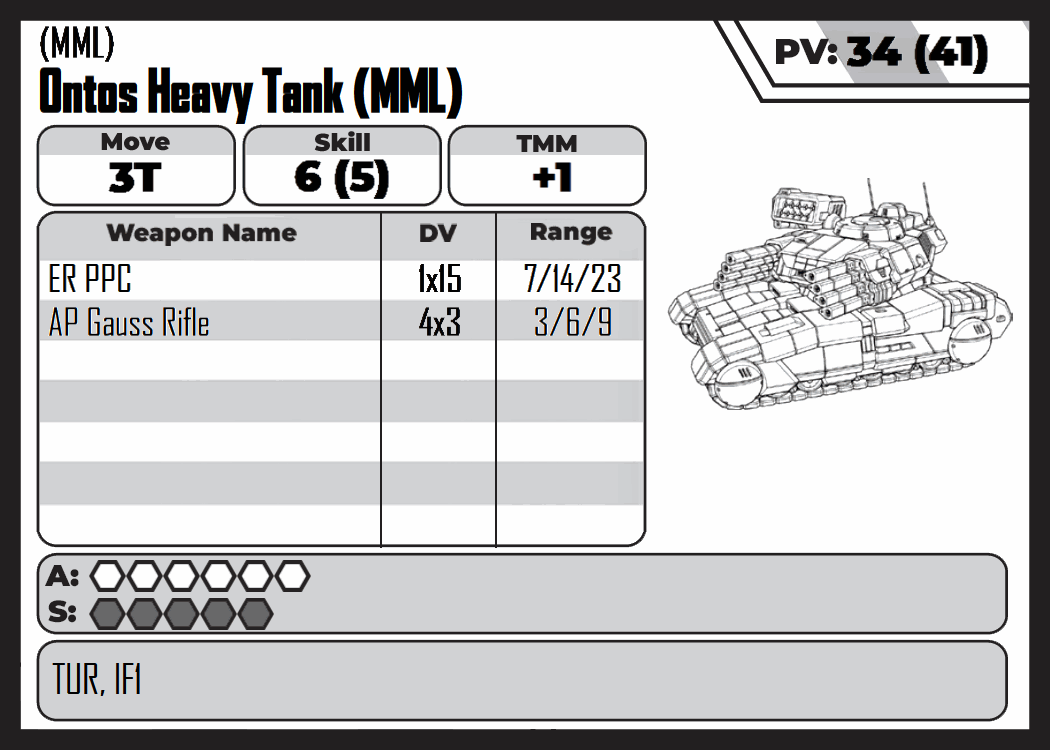 (MML)
Ontos Heavy Tank (MML)
PV: 34 (41)
Move
3T
Skill
6 (5)
TMM
+1
Weapon Name DV Range
ER PPC 1x15 7/14/23
AP Gauss Rifle 4x3 3/6/9
A:
S:
TUR, IF1